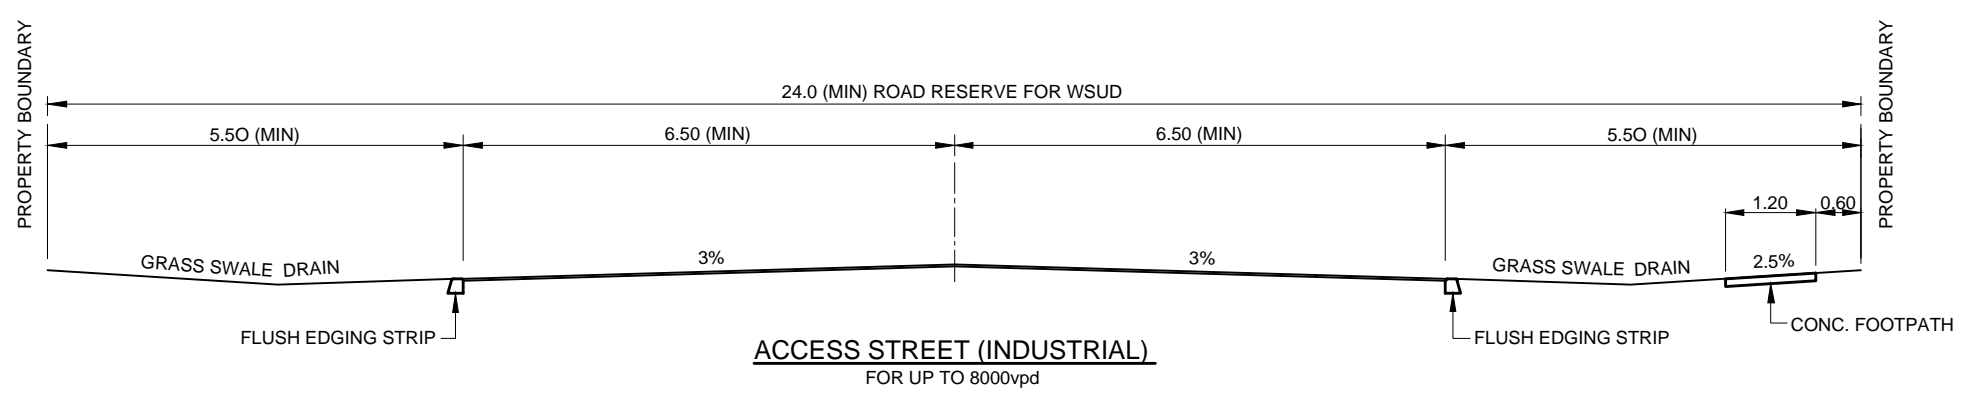 PROPERTY BOUNDARY
PROPERTY BOUNDARY
24.0 (MIN) ROAD RESERVE FOR WSUD
5.5O (MIN)
6.50 (MIN)
6.50 (MIN)
5.5O (MIN)
1.20
0.60
GRASS SWALE DRAIN
3%
3%
GRASS SWALE DRAIN
2.5%
FLUSH EDGING STRIP
FLUSH EDGING STRIP
CONC. FOOTPATH
ACCESS STREET (INDUSTRIAL)
FOR UP TO 8000vpd